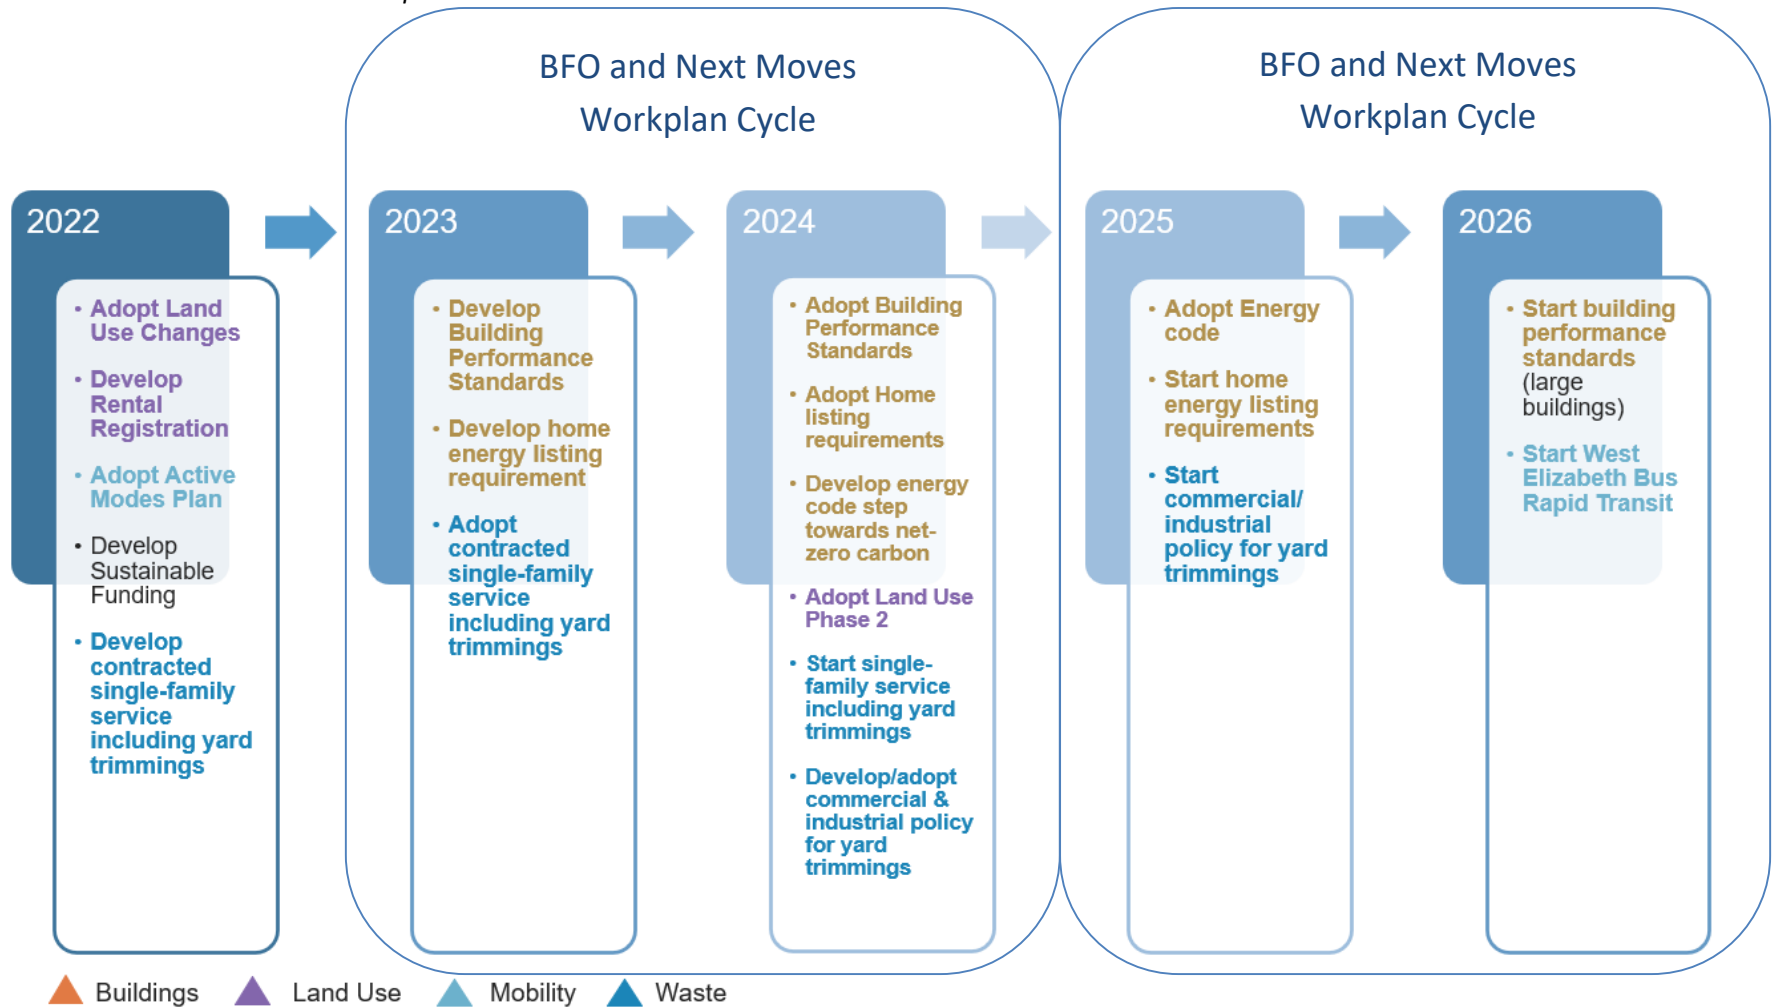 BFO and Next Moves
Workplan Cycle
BFO and Next Moves
Workplan Cycle
2022
• Adopt Land
Use Changes
• Develop
Rental
Registration
• Adopt Active
Modes Plan
• Develop
Sustainable
Funding
• Develop
contracted
single-family
service
including yard
trimmings
2023
• Develop
Building
Performance
Standards
• Develop home
energy listing
requirement
• Adopt
contracted
single-family
service
including yard
trimmings
2024
• Adopt Building
Performance
Standards
• Adopt Home
listing
requirements
• Develop energy
code step
towards net-
zero carbon
• Adopt Land Use
Phase 2
• Start single-
family service
including yard
trimmings
• Develop/adopt
commercial &
industrial policy
for yard
trimmings
2025
• Adopt Energy
code
• Start home
energy listing
requirements
• Start
commercial/
industrial
policy for yard
trimmings
2026
• Start building
performance
standards
(large
buildings)
• Start West
Elizabeth Bus
Rapid Transit
Buildings
Land Use
Mobility
Waste